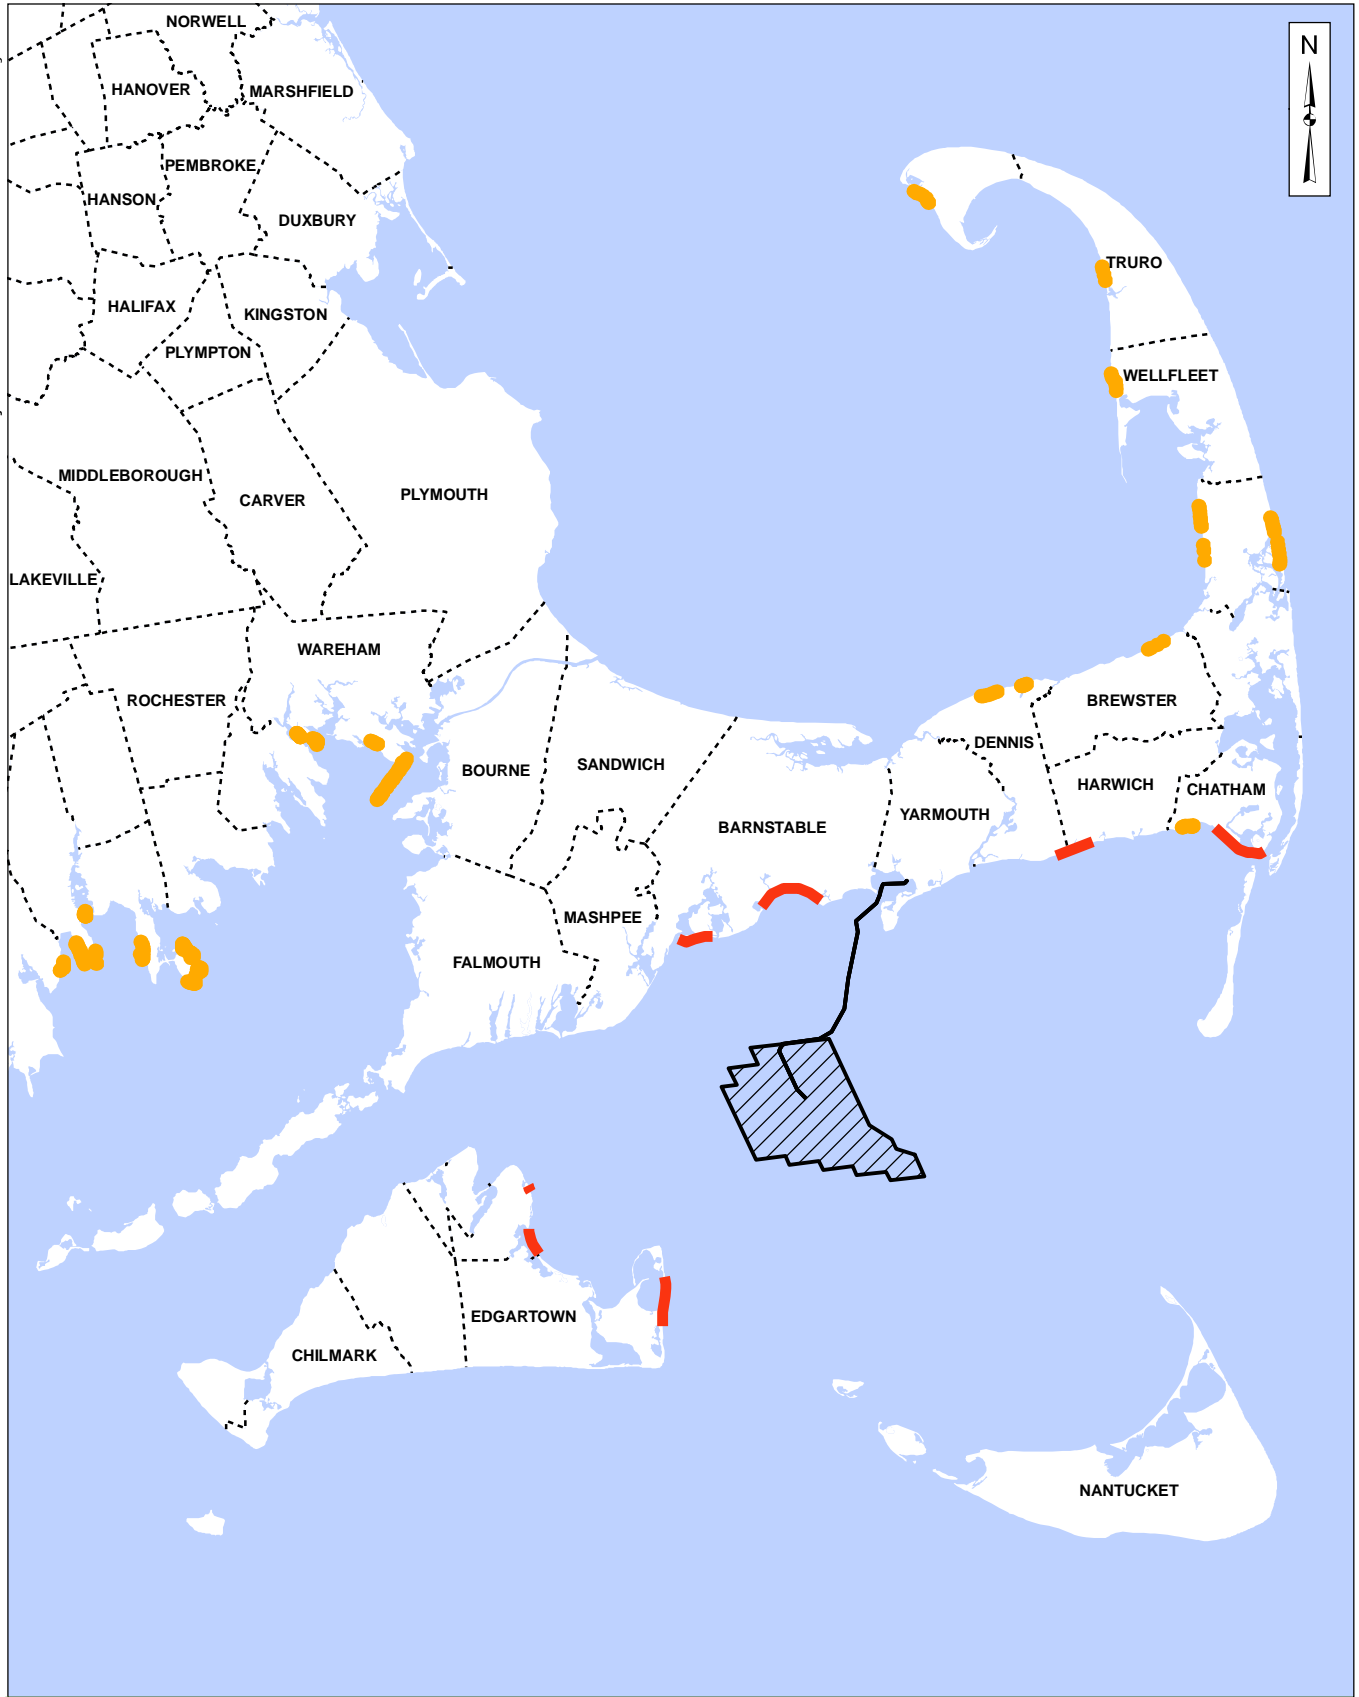 NORWELL
N
HANOVER
MARSHFIELD
PEMBROKE
HANSON
DUXBURY
TRURO
HALIFAX
KINGSTON
PLYMPTON
WELLFLEET
MIDDLEBOROUGH
PLYMOUTH
CARVER
LAKEVILLE
WAREHAM
ROCHESTER
BREWSTER
DENNIS
SANDWICH
BOURNE
HARWICH
CHATHAM
YARMOUTH
BARNSTABLE
MASHPEE
FALMOUTH
EDGARTOWN
CHILMARK
NANTUCKET